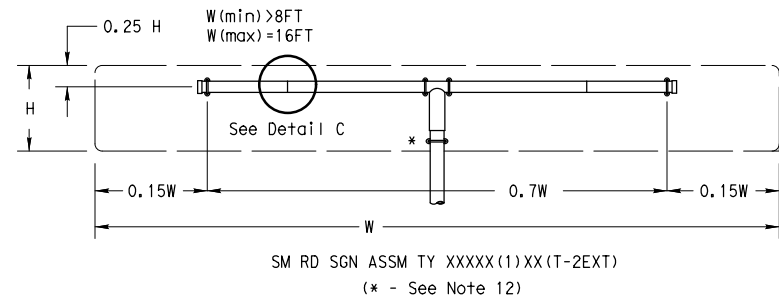 0.25 H
W(min)>8FT
W(max)=16FT
H
See Detail C
*
0.15W
0.7W
0.15W
W
SM RD SGN ASSM TY XXXXX(1)XX(T-2EXT)
(* - See Note 12)